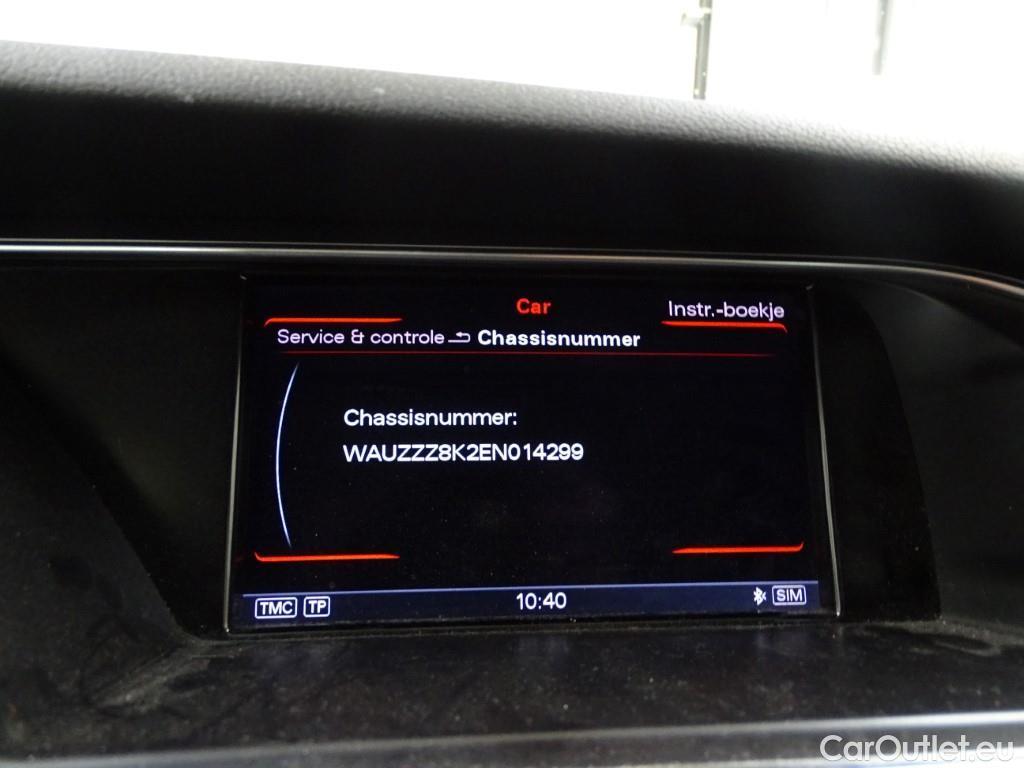 Car
Instr.-boekje
Service & controle Chassisnummer
Chassisnummer:
WAUZZZ8K2EN014299
TMC TP 10:40 SIM
CarOutlet.eu